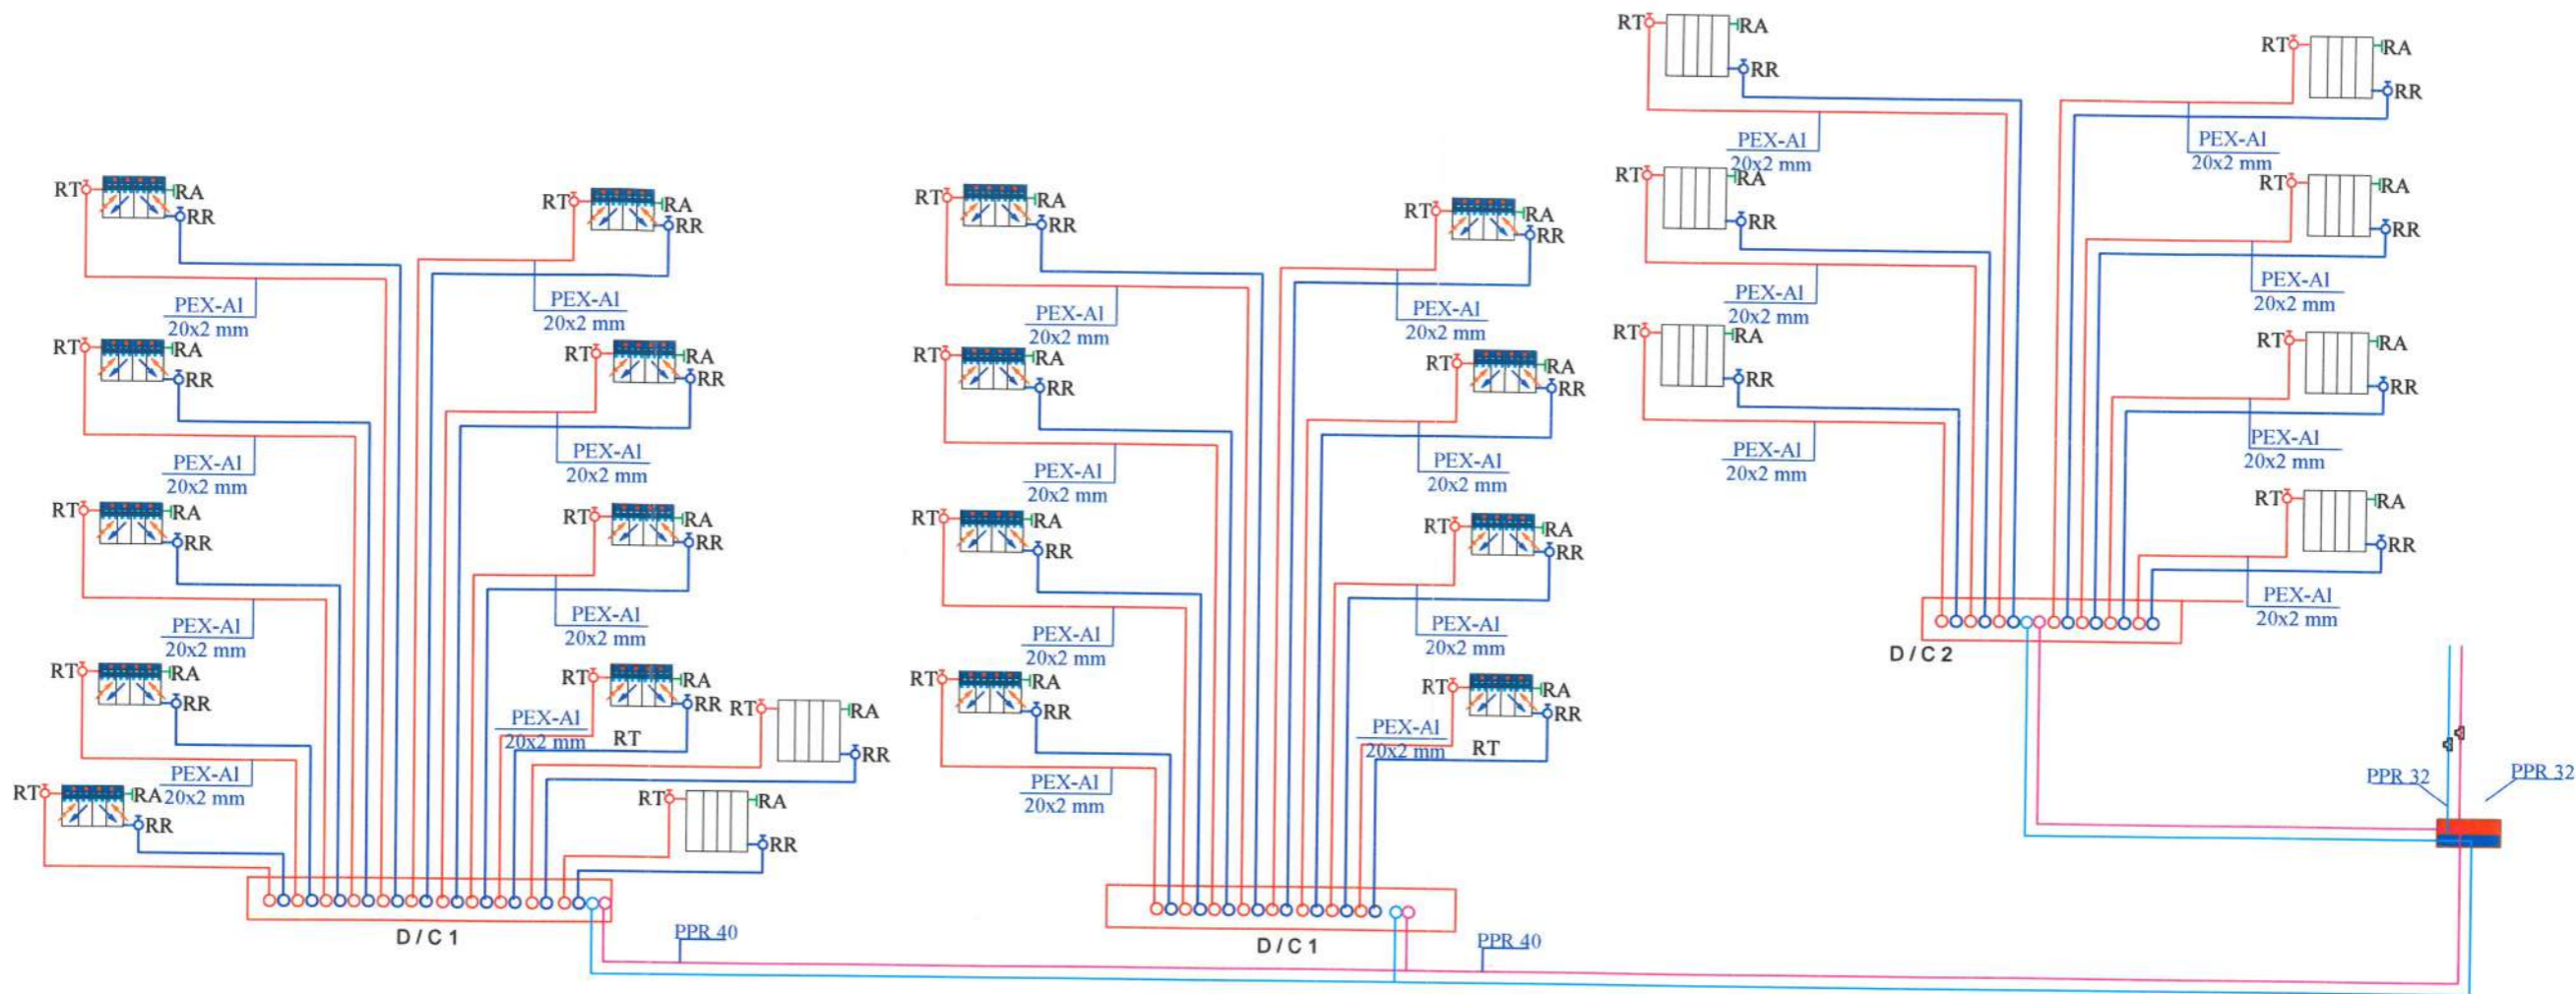 RT
RA
RR
PEX-Al
20x2 mm
RT
RA
RR
PEX-Al
20x2 mm
RT
RA
RR
PEX-Al
20x2 mm
RT
RA
RR
PEX-Al
20x2 mm
RT
RA
RR
RT
RA
RR
PEX-Al
20x2 mm
RT
RA
RR
PEX-Al
20x2 mm
RT
RA
RR
PEX-Al
20x2 mm
RT
RA
RR
PEX-Al
20x2 mm
RT
RT
RA
RR
RT
RA
RR
D/C1
PPR 40
RT
RA
RR
PEX-Al
20x2 mm
RT
RA
RR
PEX-Al
20x2 mm
RT
RA
RR
PEX-Al
20x2 mm
RT
RA
RR
PEX-Al
20x2 mm
RT
RA
RR
PEX-Al
20x2 mm
RT
RA
RR
PEX-Al
20x2 mm
RT
RA
RR
PEX-Al
20x2 mm
RT
RA
RR
PEX-Al
20x2 mm
RT
D/C1
PPR 40
RT
RA
RR
PEX-Al
20x2 mm
RT
RA
RR
PEX-Al
20x2 mm
RT
RA
RR
PEX-Al
20x2 mm
RT
RA
RR
PEX-Al
20x2 mm
RT
RA
RR
PEX-Al
20x2 mm
RT
RA
RR
PEX-Al
20x2 mm
RT
RA
RR
PEX-Al
20x2 mm
D/C2
PPR 32
PPR 32